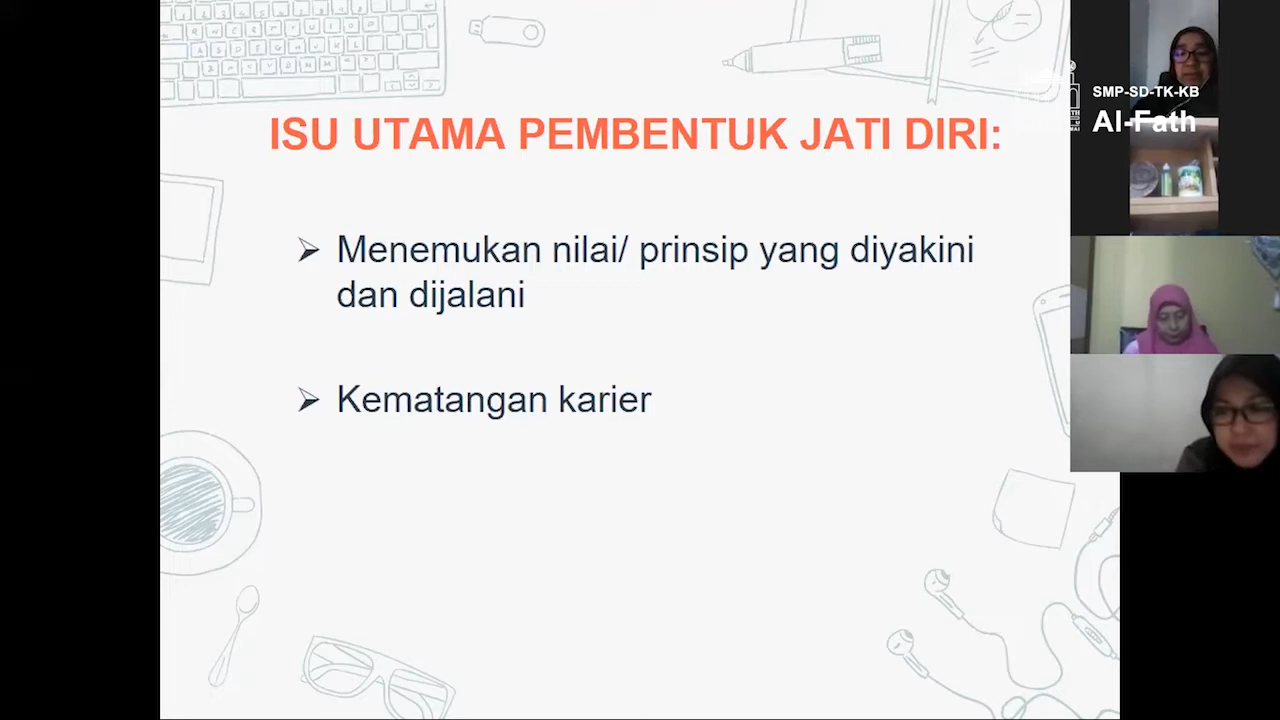 ISU UTAMA PEMBENTUK JATI DIRI:
➢ Menemukan nilai/ prinsip yang diyakini
dan dijalani
➢ Kematangan karier
SMP-SD-TK-KB
Al-Fath